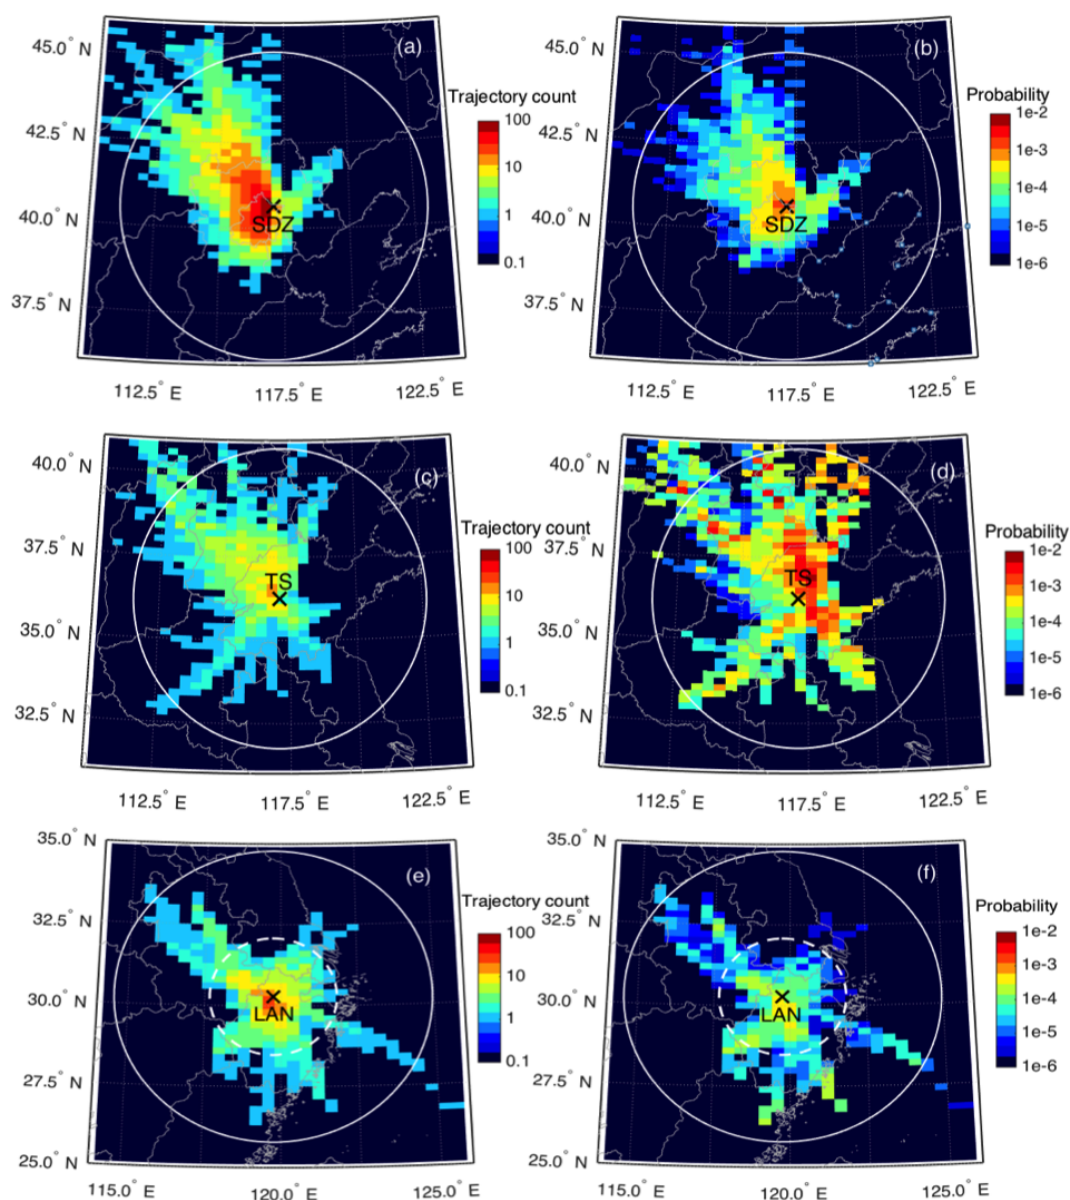 (a)
45.0° N
42.5° N
40.0° N
37.5° N
112.5° E
117.5° E
122.5° E
SDZ
Trajectory count
100
10
1
0.1
(b)
45.0° N
42.5° N
40.0° N
37.5° N
112.5° E
117.5° E
122.5° E
SDZ
Probability
1e-2
1e-3
1e-4
1e-5
1e-6
(c)
40.0° N
37.5° N
35.0° N
32.5° N
112.5° E
117.5° E
122.5° E
TS
Trajectory count
100
10
1
0.1
(d)
40.0° N
37.5° N
35.0° N
32.5° N
112.5° E
117.5° E
122.5° E
TS
Probability
1e-2
1e-3
1e-4
1e-5
1e-6
(e)
35.0° N
32.5° N
30.0° N
27.5° N
25.0° N
115.0° E
120.0° E
125.0° E
LAN
Trajectory count
100
10
1
0.1
(f)
35.0° N
32.5° N
30.0° N
27.5° N
25.0° N
115.0° E
120.0° E
125.0° E
LAN
Probability
1e-2
1e-3
1e-4
1e-5
1e-6